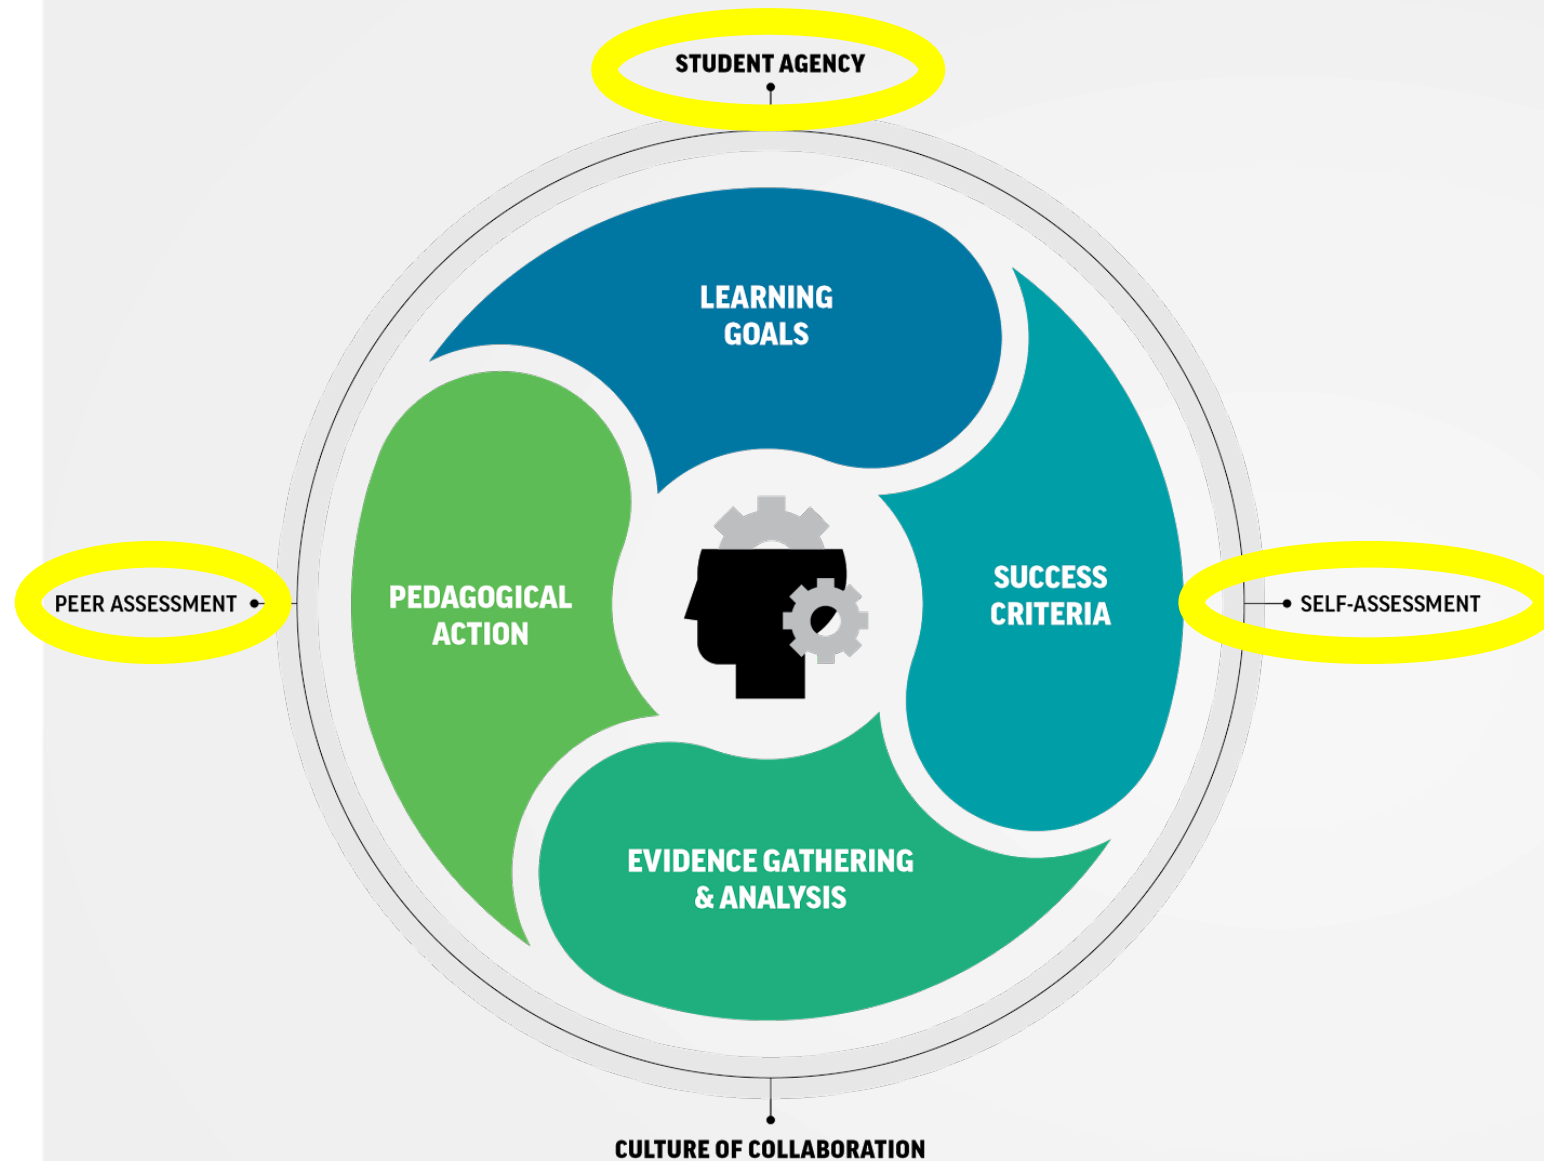 STUDENT AGENCY
LEARNING
GOALS
PEDAGOGICAL
ACTION
SUCCESS
CRITERIA
PEER ASSESSMENT
SELF-ASSESSMENT
EVIDENCE GATHERING
& ANALYSIS
CULTURE OF COLLABORATION